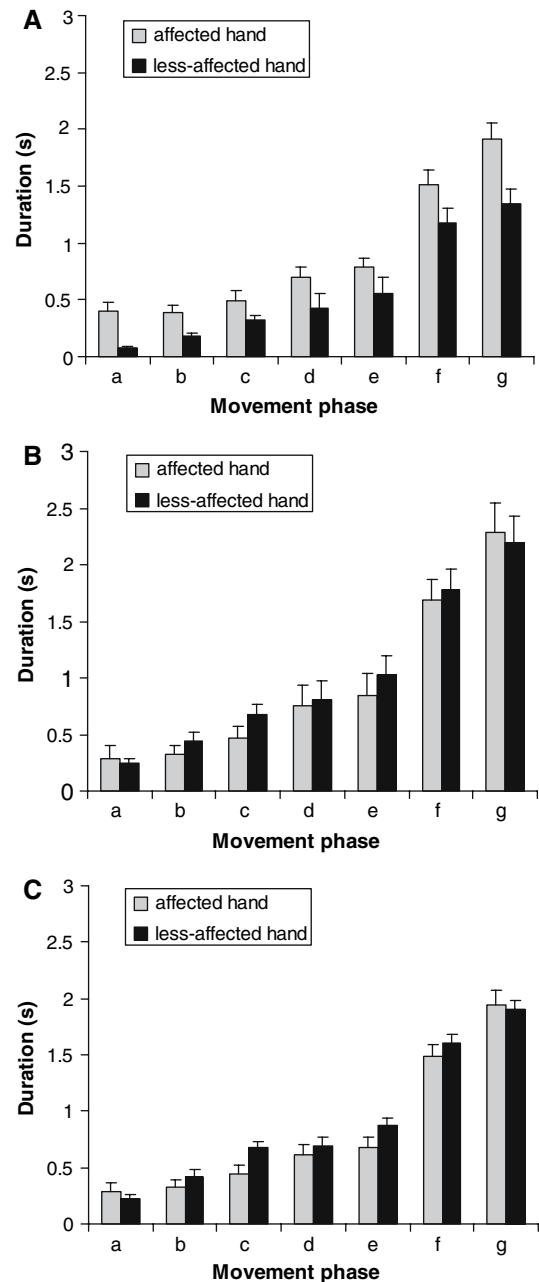 A
3
2.5
2
1.5
1
0.5
0
Duration (s)
affected hand
less-affected hand
a b c d e f g
Movement phase
B
3
2.5
2
1.5
1
0.5
0
Duration (s)
affected hand
less-affected hand
a b c d e f g
Movement phase
C
3
2.5
2
1.5
1
0.5
0
Duration (s)
affected hand
less-affected hand
a b c d e f g
Movement phase